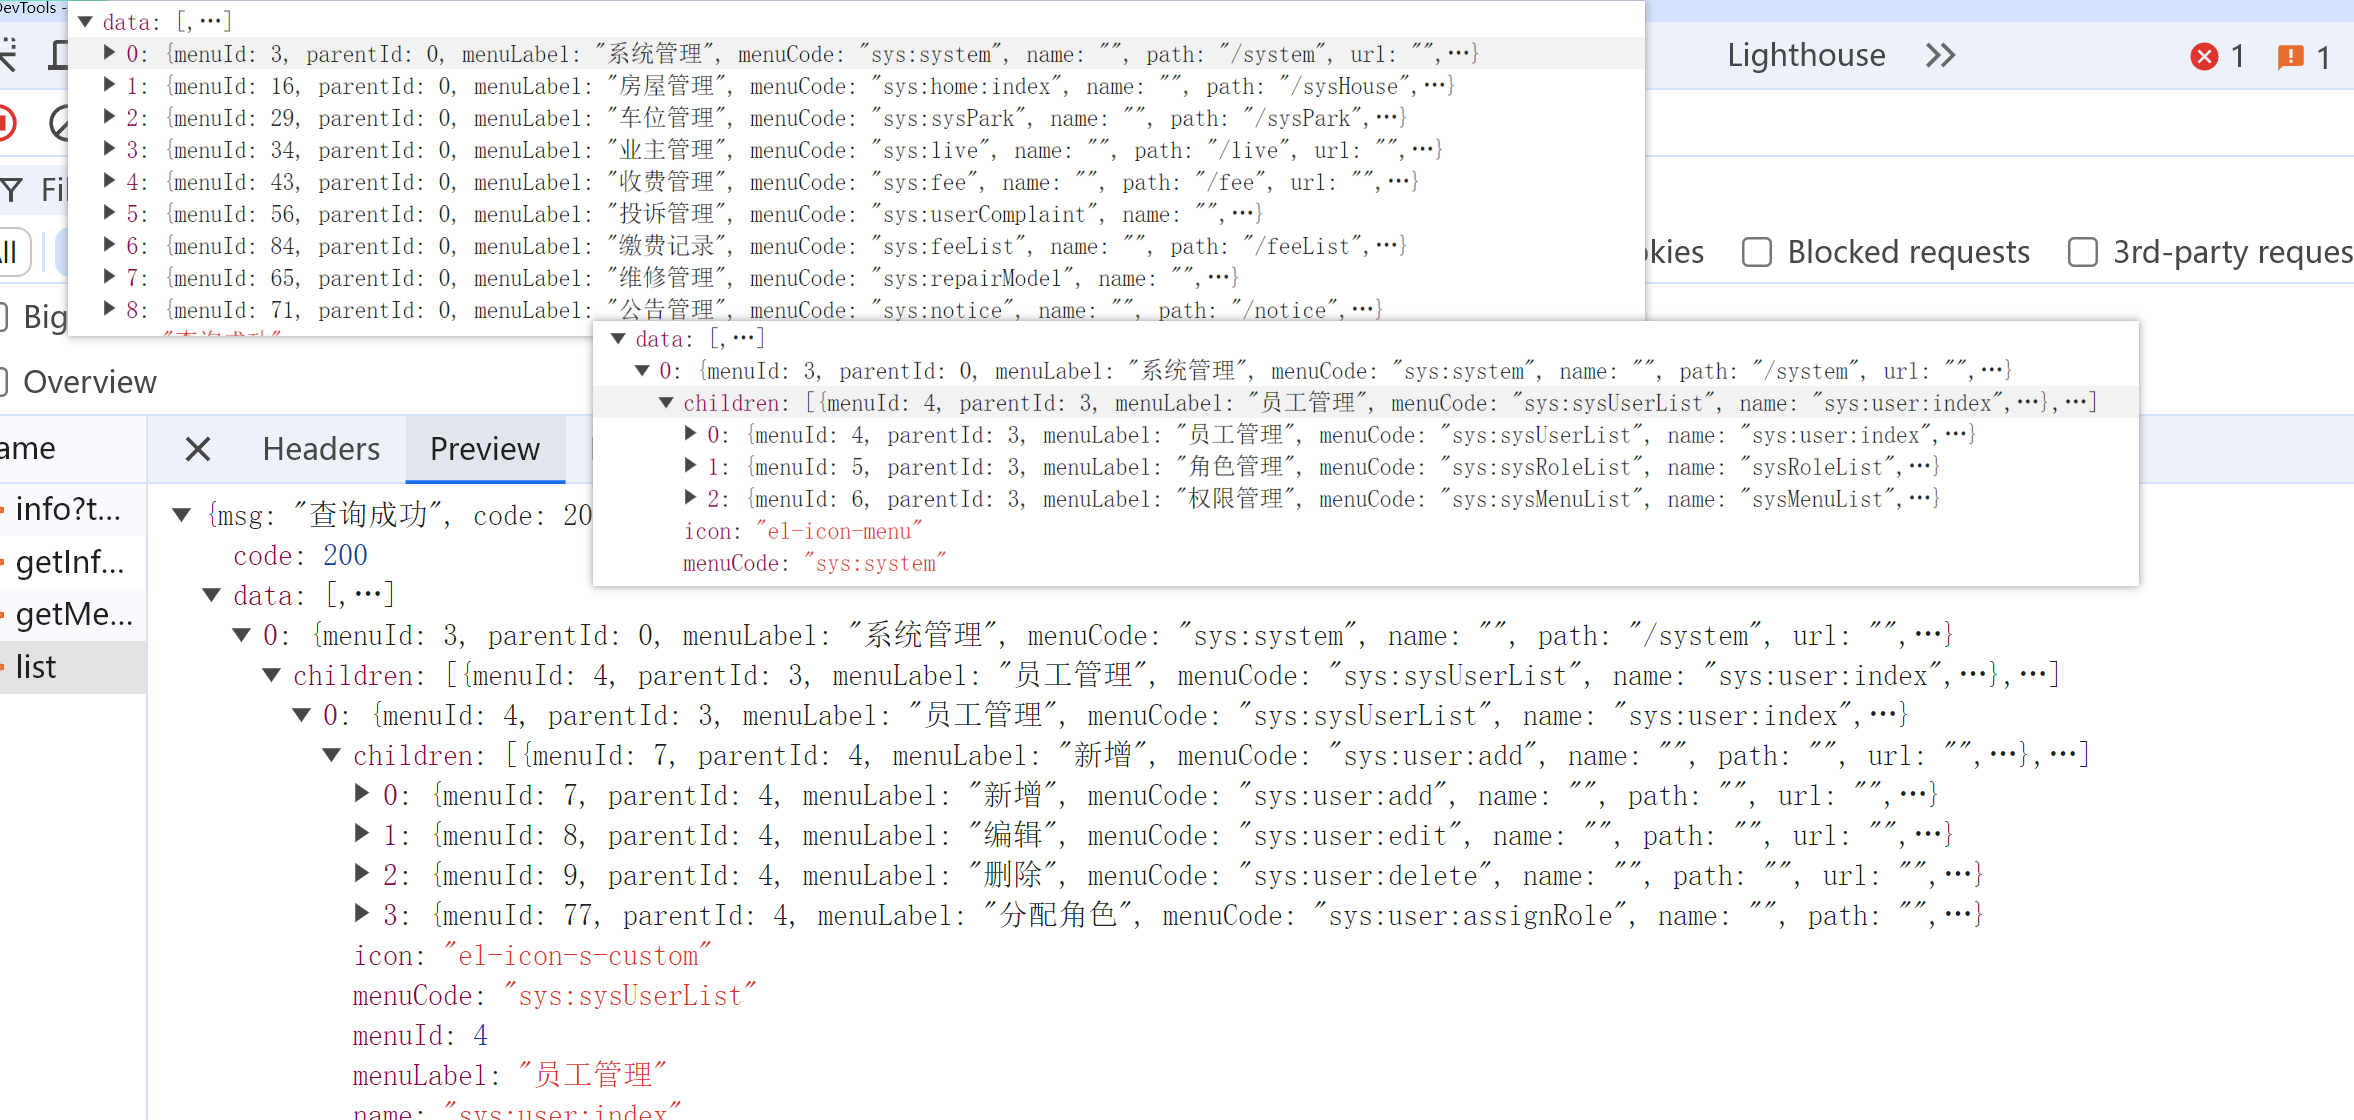 DevTools -
data: [,…]
0: {menuId: 3, parentId: 0, menuLabel: "系统管理", menuCode: "sys:system", name: "", path: "/system", url: "",…}
1: {menuId: 16, parentId: 0, menuLabel: "房屋管理", menuCode: "sys:home:index", name: "", path: "/sysHouse",…}
2: {menuId: 29, parentId: 0, menuLabel: "车位管理", menuCode: "sys:sysPark", name: "", path: "/sysPark",…}
3: {menuId: 34, parentId: 0, menuLabel: "业主管理", menuCode: "sys:live", name: "", path: "/live", url: "",…}
4: {menuId: 43, parentId: 0, menuLabel: "收费管理", menuCode: "sys:fee", name: "", path: "/fee", url: "",…}
5: {menuId: 56, parentId: 0, menuLabel: "投诉管理", menuCode: "sys:userComplaint", name: "",…}
6: {menuId: 84, parentId: 0, menuLabel: "缴费记录", menuCode: "sys:feeList", name: "", path: "/feeList",…}
7: {menuId: 65, parentId: 0, menuLabel: "维修管理", menuCode: "sys:repairModel", name: "",…}
8: {menuId: 71, parentId: 0, menuLabel: "公告管理", menuCode: "sys:notice", name: "", path: "/notice",…}
"查询成功"
Lighthouse 1 1
Fil
ll
kies Blocked requests 3rd-party reques
Big
Overview
data: [,…]
0: {menuId: 3, parentId: 0, menuLabel: "系统管理", menuCode: "sys:system", name: "", path: "/system", url: "",…}
children: [{menuId: 4, parentId: 3, menuLabel: "员工管理", menuCode: "sys:sysUserList", name: "sys:user:index",…},…]
0: {menuId: 4, parentId: 3, menuLabel: "员工管理", menuCode: "sys:sysUserList", name: "sys:user:index",…}
1: {menuId: 5, parentId: 3, menuLabel: "角色管理", menuCode: "sys:sysRoleList", name: "sysRoleList",…}
2: {menuId: 6, parentId: 3, menuLabel: "权限管理", menuCode: "sys:sysMenuList", name: "sysMenuList",…}
icon: "el-icon-menu"
menuCode: "sys:system"
ame
Headers Preview
info?t...
getInf...
getMe...
list
{msg: "查询成功", code: 20
code: 200
data: [,…]
0: {menuId: 3, parentId: 0, menuLabel: "系统管理", menuCode: "sys:system", name: "", path: "/system", url: "",…}
children: [{menuId: 4, parentId: 3, menuLabel: "员工管理", menuCode: "sys:sysUserList", name: "sys:user:index",…},…]
0: {menuId: 4, parentId: 3, menuLabel: "员工管理", menuCode: "sys:sysUserList", name: "sys:user:index",…}
children: [{menuId: 7, parentId: 4, menuLabel: "新增", menuCode: "sys:user:add", name: "", path: "", url: "",…},…]
0: {menuId: 7, parentId: 4, menuLabel: "新增", menuCode: "sys:user:add", name: "", path: "", url: "",…}
1: {menuId: 8, parentId: 4, menuLabel: "编辑", menuCode: "sys:user:edit", name: "", path: "", url: "",…}
2: {menuId: 9, parentId: 4, menuLabel: "删除", menuCode: "sys:user:delete", name: "", path: "", url: "",…}
3: {menuId: 77, parentId: 4, menuLabel: "分配角色", menuCode: "sys:user:assignRole", name: "", path: "",…}
icon: "el-icon-s-custom"
menuCode: "sys:sysUserList"
menuId: 4
menuLabel: "员工管理"
name: "sys:user:index"